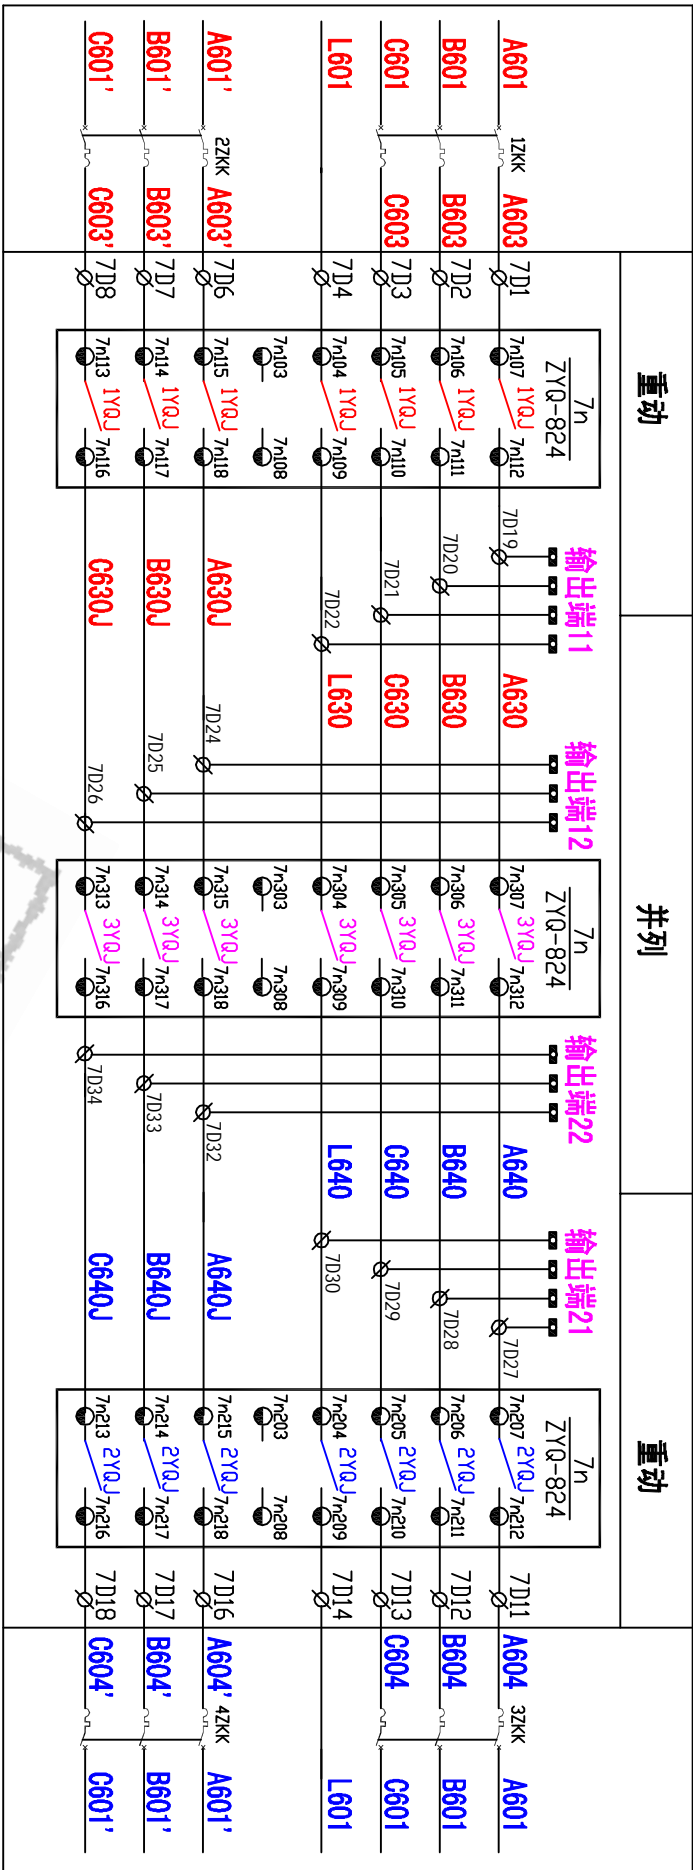 重动 并列 重动
输出端11 输出端12 输出端22 输出端21
7n 7n 7n
ZYQ-824 ZYQ-824 ZYQ-824
1ZKK 3ZKK
A601 A603 7D1 7n107 1YQJ 7n112 7D19 A630 7n307 3YQJ 7n312 A640 7D27 7n207 2YQJ 7n212 7D11 A604 A601
B601 B603 7D2 7n106 1YQJ 7n111 7D20 B630 7n306 3YQJ 7n311 B640 7D28 7n206 2YQJ 7n211 7D12 B604 B601
C601 C603 7D3 7n105 1YQJ 7n110 7D21 C630 7n305 3YQJ 7n310 C640 7D29 7n205 2YQJ 7n210 7D13 C604 C601
L601 7D4 7n104 1YQJ 7n109 7D22 L630 7n304 3YQJ 7n309 L640 7D30 7n204 2YQJ 7n209 7D14 L601
7n103 7n108 7n303 7n308 7n203 7n208
2ZKK 4ZKK
A601' A603' 7D6 7n115 1YQJ 7n118 A630J 7D24 7n315 3YQJ 7n318 7D32 A640J 7n215 2YQJ 7n218 7D16 A604' A601'
B601' B603' 7D7 7n114 1YQJ 7n117 B630J 7D25 7n314 3YQJ 7n317 7D33 B640J 7n214 2YQJ 7n217 7D17 B604' B601'
C601' C603' 7D8 7n113 1YQJ 7n116 C630J 7D26 7n313 3YQJ 7n316 7D34 C640J 7n213 2YQJ 7n216 7D18 C604' C601'